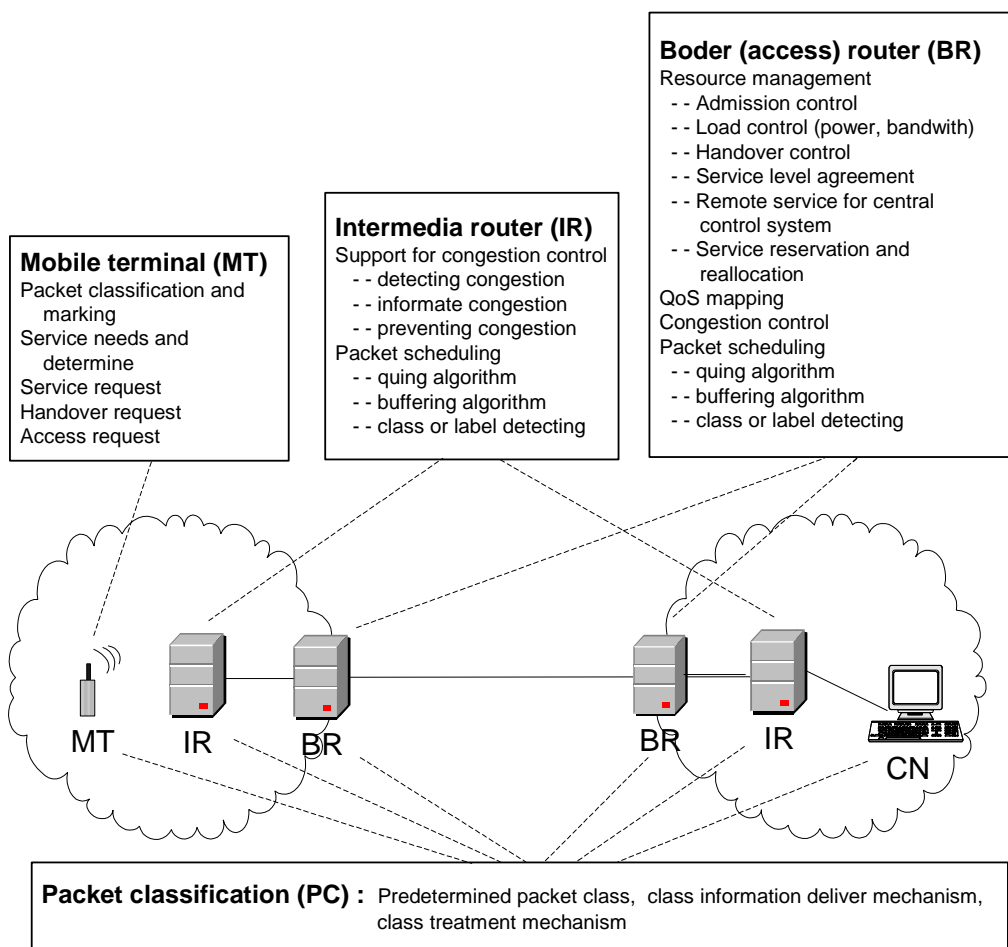 Boder (access) router (BR)
Resource management
- - Admission control
- - Load control (power, bandwith)
- - Handover control
- - Service level agreement
- - Remote service for central
control system
- - Service reservation and
reallocation
QoS mapping
Congestion control
Packet scheduling
- - quing algorithm
- - buffering algorithm
- - class or label detecting
Intermedia router (IR)
Support for congestion control
- - detecting congestion
- - informate congestion
- - preventing congestion
Packet scheduling
- - quing algorithm
- - buffering algorithm
- - class or label detecting
Mobile terminal (MT)
Packet classification and
marking
Service needs and
determine
Service request
Handover request
Access request
MT
IR
BR
BR
IR
CN
Packet classification (PC) : Predetermined packet class, class information deliver mechanism,
class treatment mechanism